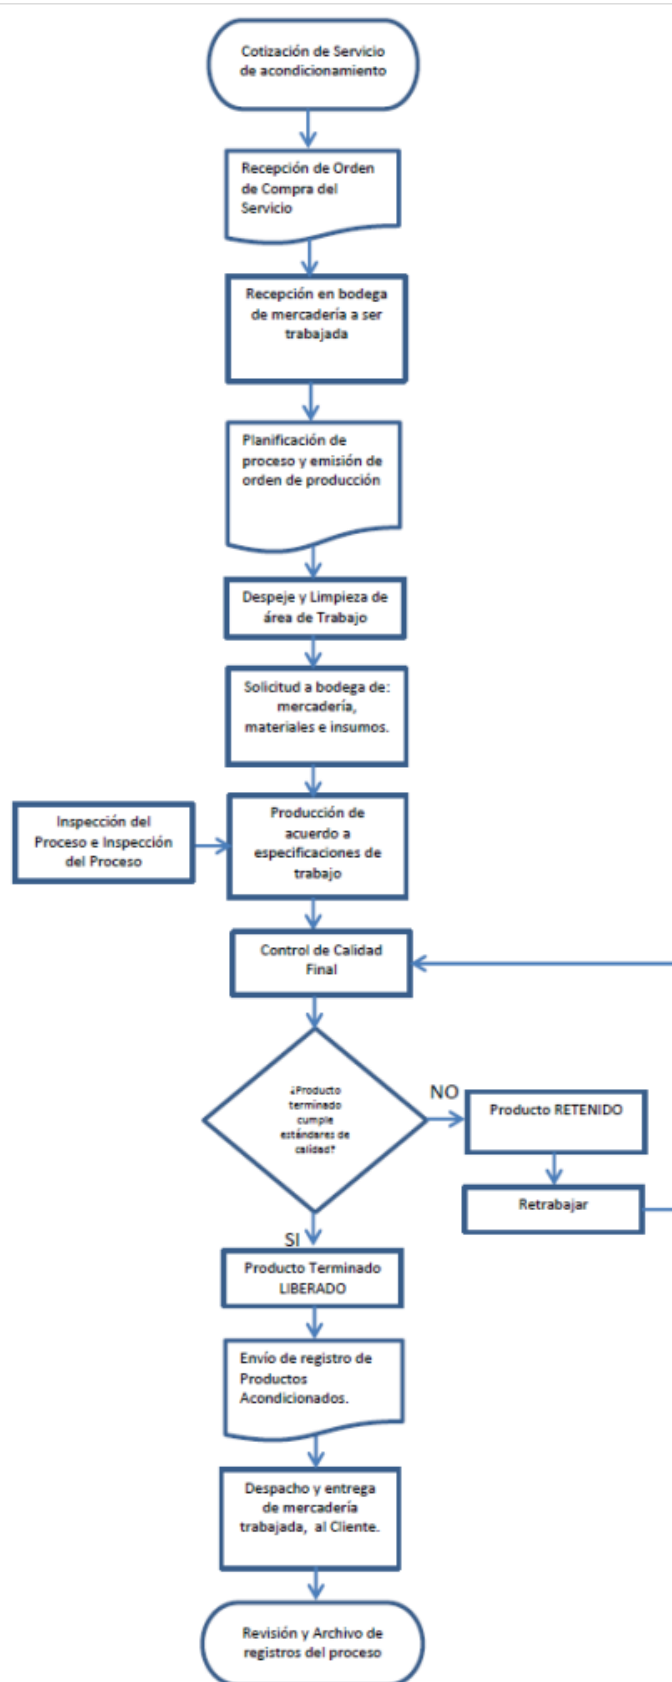 Cotización de Servicio
de acondicionamiento
Recepción de Orden
de Compra del
Servicio
Recepción en bodega
de mercadería a ser
trabajada
Planificación de
proceso y emisión de
orden de producción
Despeje y Limpieza de
área de Trabajo
Solicitud a bodega de:
mercadería,
materiales e insumos.
Inspección del
Proceso e Inspección
del Proceso
Producción de
acuerdo a
especificaciones de
trabajo
Control de Calidad
Final
¿Producto
terminado
cumple
estándares de
calidad?
NO
Producto RETENIDO
Retrabajar
SI
Producto Terminado
LIBERADO
Envío de registro de
Productos
Acondicionados.
Despacho y entrega
de mercadería
trabajada, al Cliente.
Revisión y Archivo de
registros del proceso